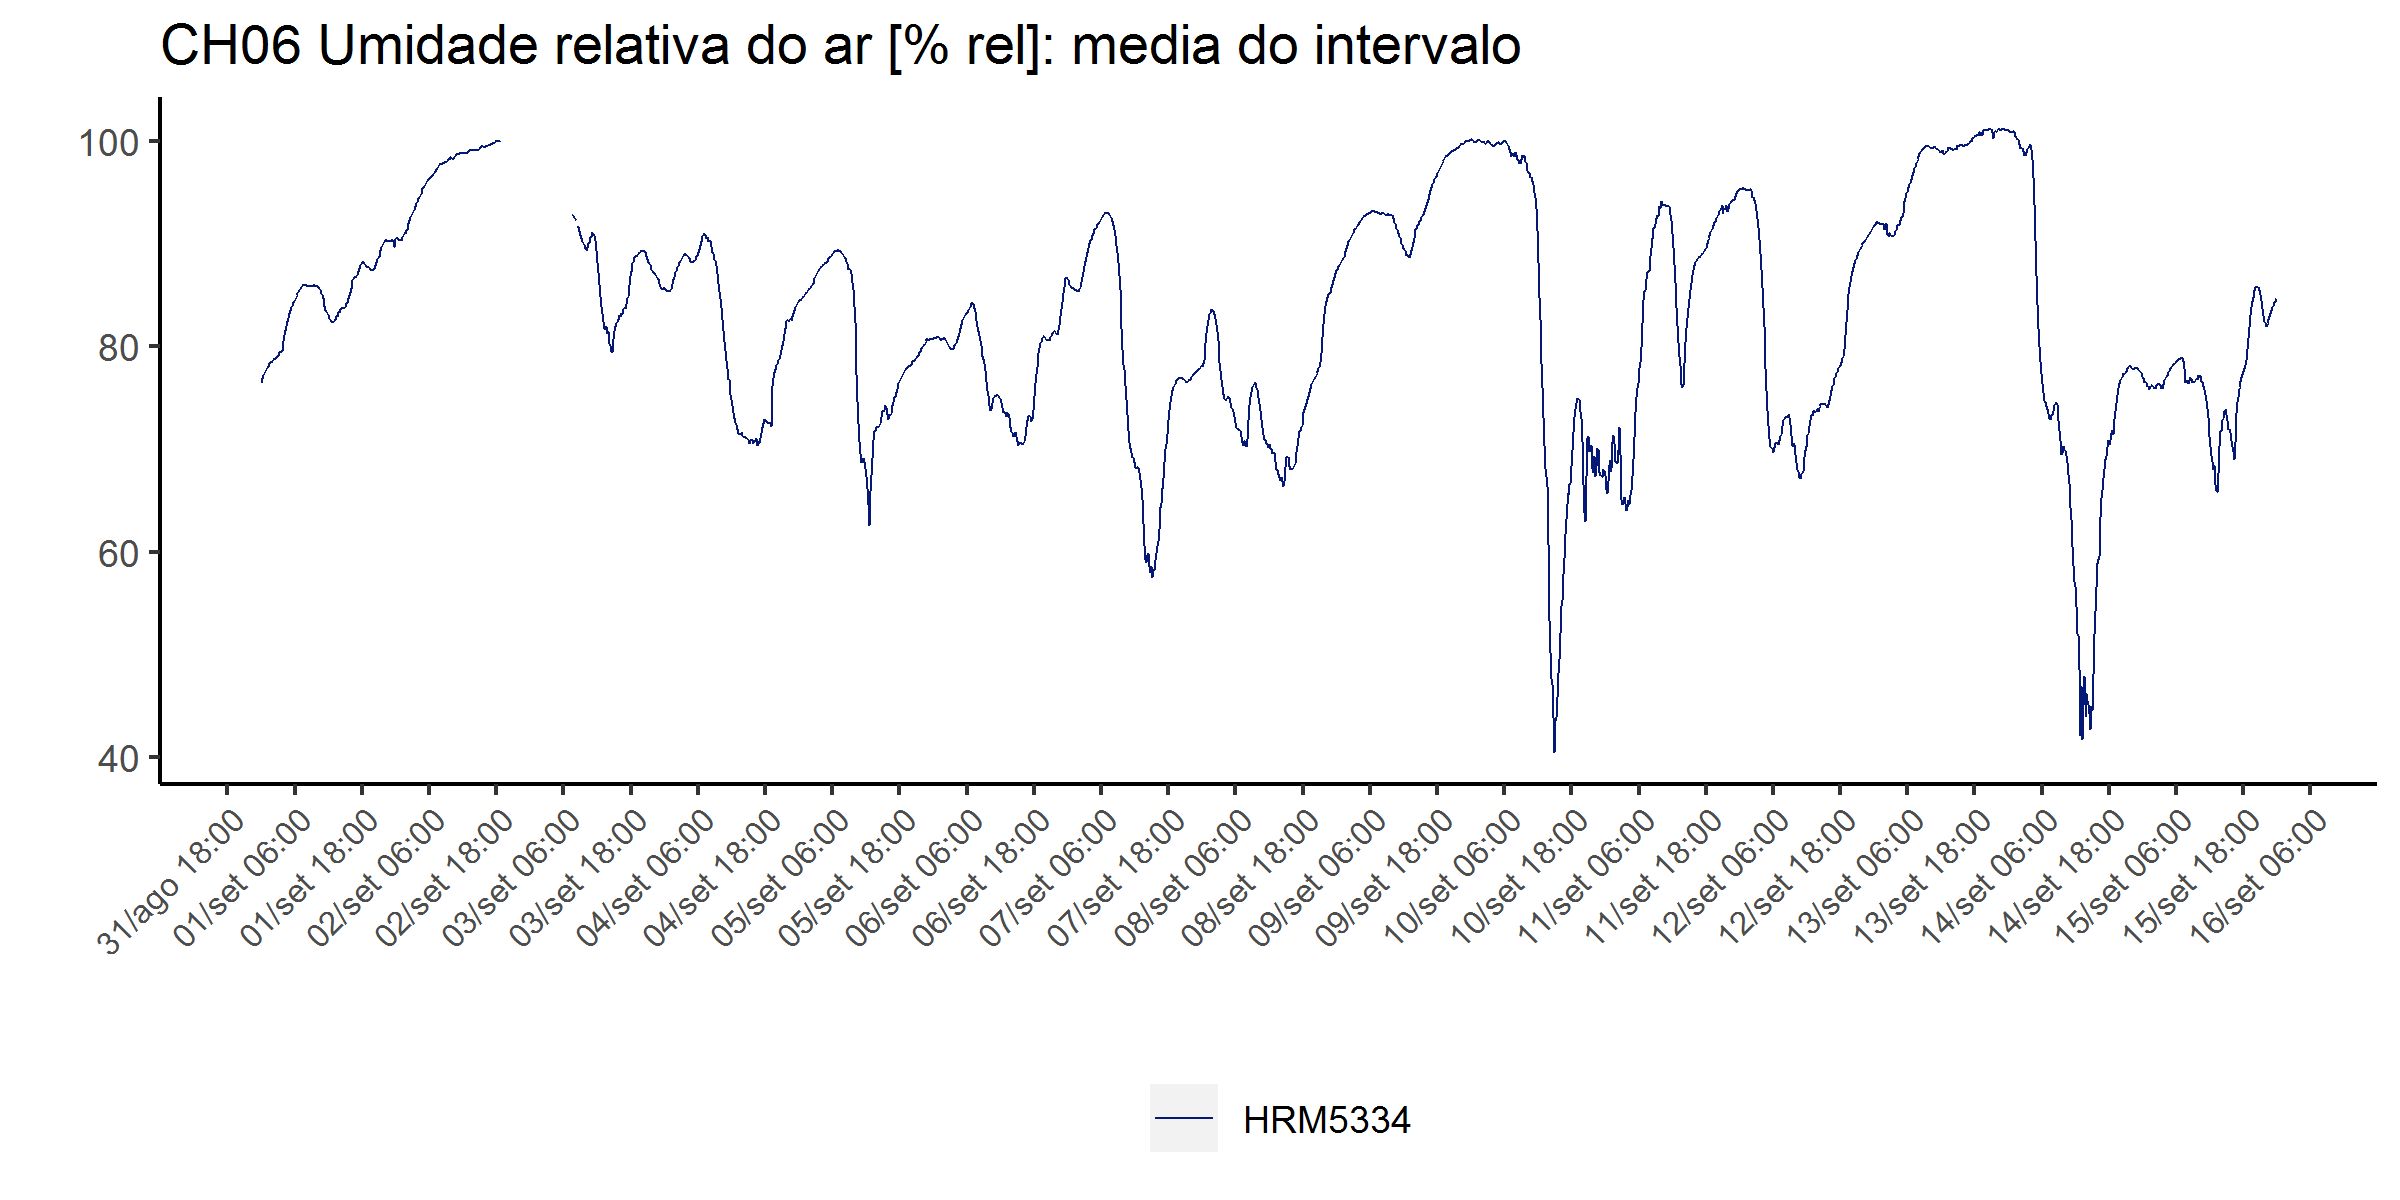 CH06 Umidade relativa do ar [% rel]: media do intervalo
100
80
60
40
31/ago 18:00
01/set 06:00
01/set 18:00
02/set 06:00
02/set 18:00
03/set 06:00
03/set 18:00
04/set 06:00
04/set 18:00
05/set 06:00
05/set 18:00
06/set 06:00
06/set 18:00
07/set 06:00
07/set 18:00
08/set 06:00
08/set 18:00
09/set 06:00
09/set 18:00
10/set 06:00
10/set 18:00
11/set 06:00
11/set 18:00
12/set 06:00
12/set 18:00
13/set 06:00
13/set 18:00
14/set 06:00
14/set 18:00
15/set 06:00
15/set 18:00
16/set 06:00
HRM5334